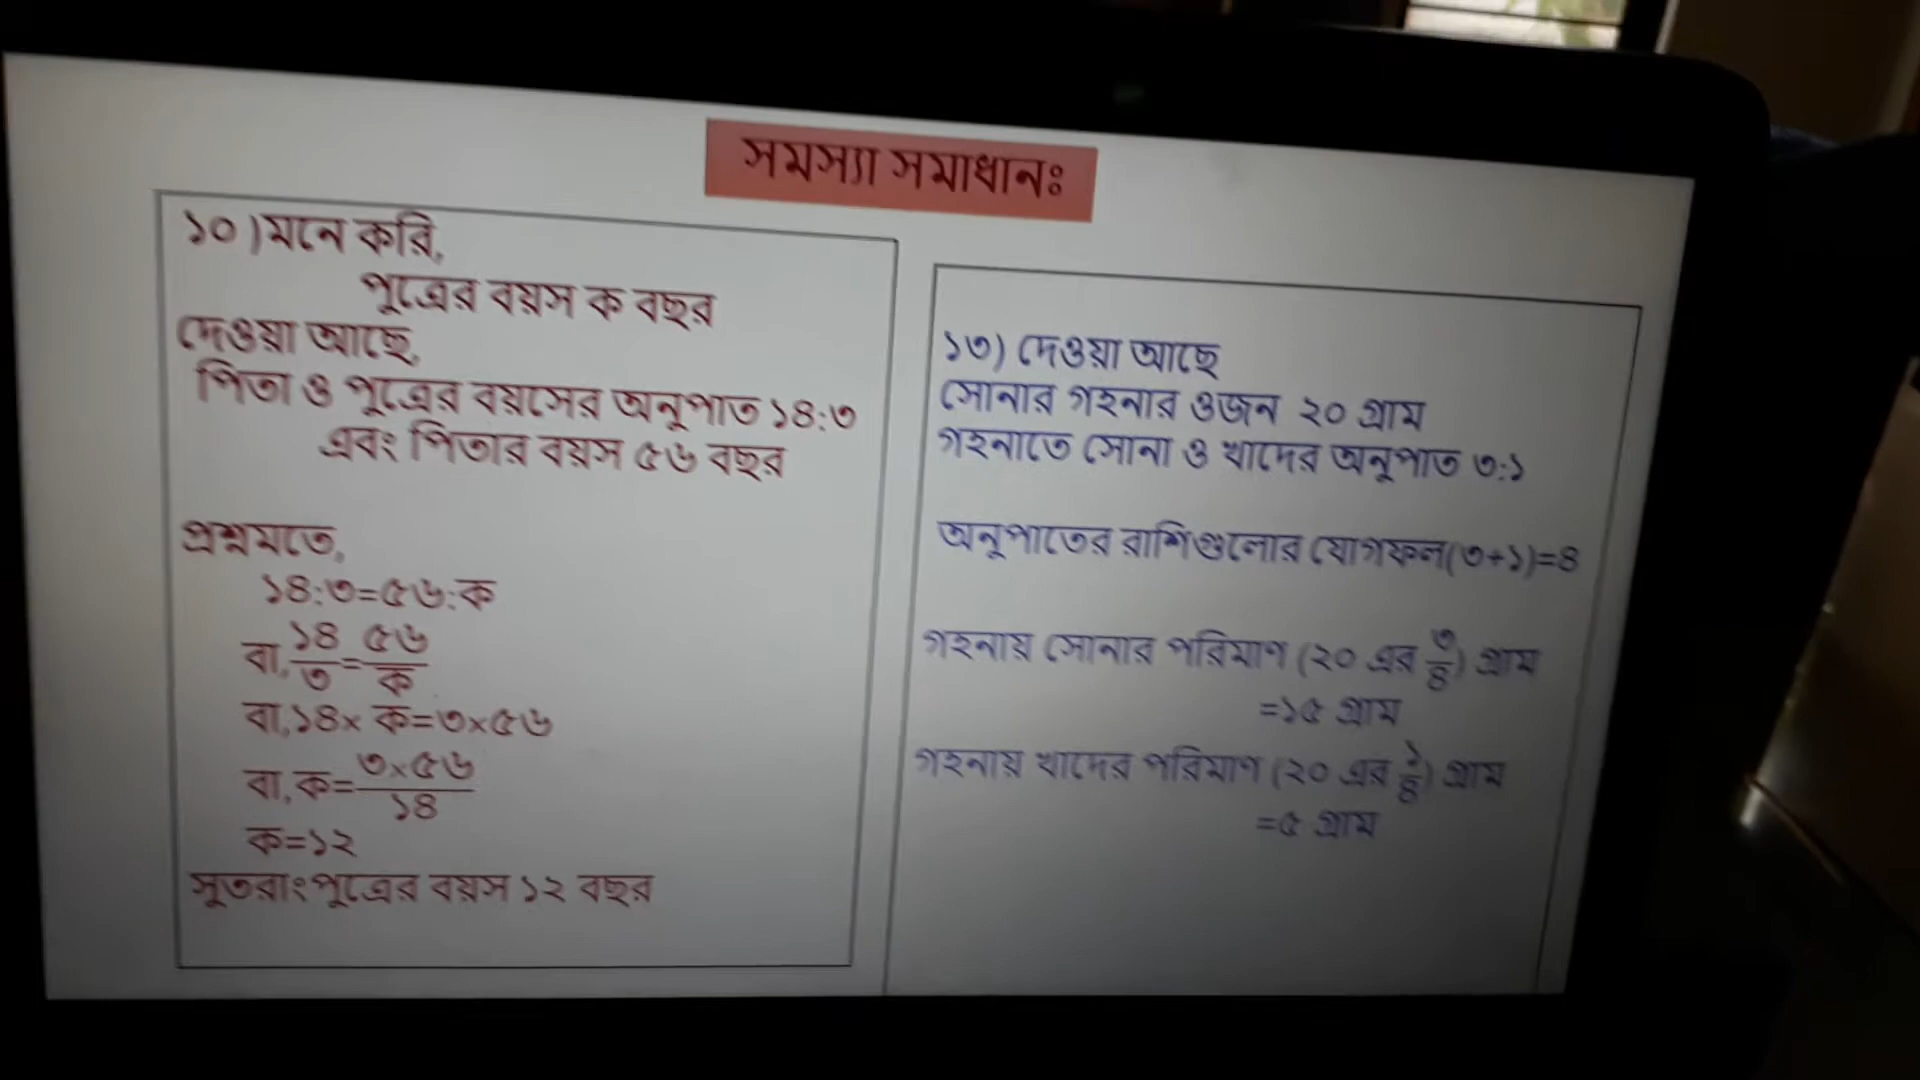 সমস্যা সমাধানঃ
১০)মনে করি,
পুত্রের বয়স ক বছর
দেওয়া আছে,
পিতা ও পুত্রের বয়সের অনুপাত ১৪:৩
এবং পিতার বয়স ৫৬ বছর
প্রশ্নমতে,
১৪:৩=৫৬:ক
বা,১৪/৩=৫৬/ক
বা,১৪× ক=৩×৫৬
বা,ক=৩×৫৬/১৪
ক=১২
সুতরাংপুত্রের বয়স ১২ বছর
১৩) দেওয়া আছে
সোনার গহনার ওজন ২০ গ্রাম
গহনাতে সোনা ও খাদের অনুপাত ৩:১
অনুপাতের রাশিগুলোর যোগফল(৩+১)=৪
গহনায় সোনার পরিমাণ (২০ এর ৩/৪) গ্রাম
=১৫ গ্রাম
গহনায় খাদের পরিমাণ (২০ এর ১/৪) গ্রাম
=৫ গ্রাম